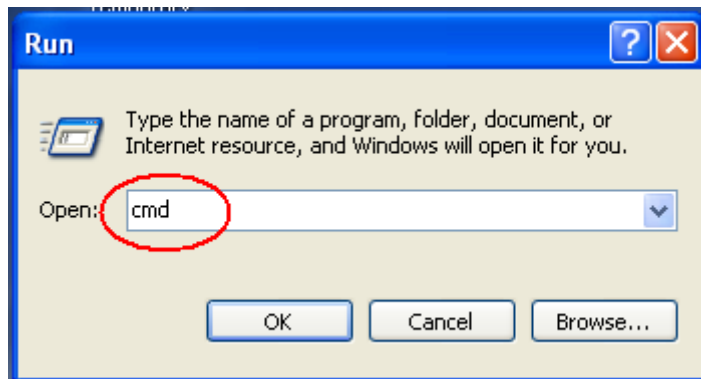 Run
Type the name of a program, folder, document, or
Internet resource, and Windows will open it for you.
Open: cmd
OK Cancel Browse...